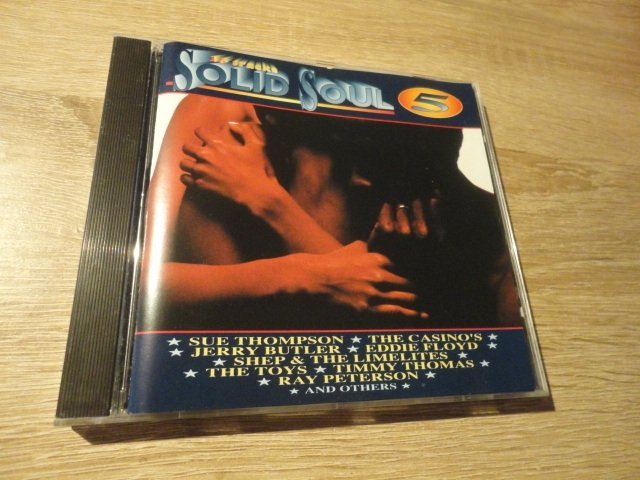 SOLID SOUL 5
★ SUE THOMPSON ★ THE CASINO'S ★
★ JERRY BUTLER ★ EDDIE FLOYD ★
★ SHEP & THE LIMELITES ★
★ THE TOYS ★ TIMMY THOMAS ★
★ RAY PETERSON ★
★ AND OTHERS ★